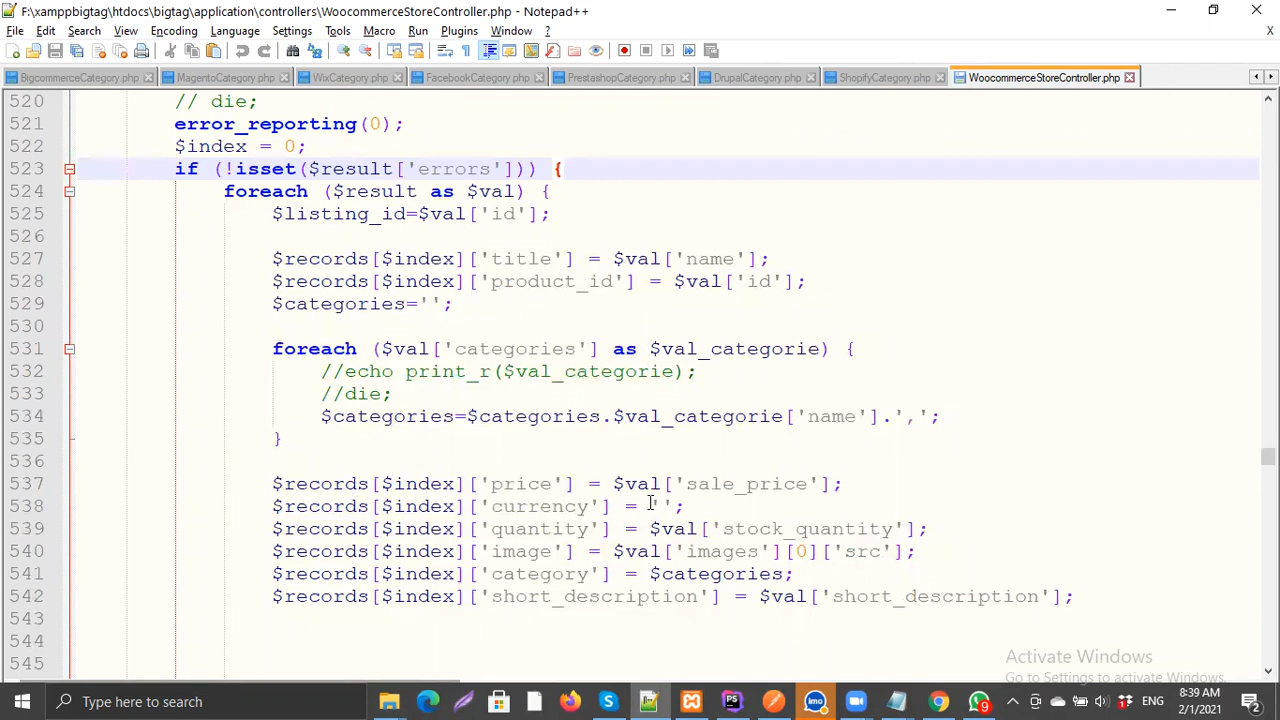 F:\xamppbigtag\htdocs\bigtag\application\controllers\WoocommerceStoreController.php - Notepad++
File Edit Search View Encoding Language Settings Tools Macro Run Plugins Window ?
X
BigcommerceCategory.php MagentoCategory.php WixCategory.php FacebookCategory.php PrestashopCategory.php DrupalCategory.php ShopifyCategory.php WoocommerceStoreController.php
520 // die;
521 error_reporting(0);
522 $index = 0;
523 if (!isset($result['errors'])) {
524 foreach ($result as $val) {
525 $listing_id=$val['id'];
526
527 $records[$index]['title'] = $val['name'];
528 $records[$index]['product_id'] = $val['id'];
529 $categories='';
530
531 foreach ($val['categories'] as $val_categorie) {
532 //echo print_r($val_categorie);
533 //die;
534 $categories=$categories.$val_categorie['name'].',';
535 }
536
537 $records[$index]['price'] = $val['sale_price'];
538 $records[$index]['currency'] = '';
539 $records[$index]['quantity'] = $val['stock_quantity'];
540 $records[$index]['image'] = $val['images'][0]['src'];
541 $records[$index]['category'] = $categories;
542 $records[$index]['short_description'] = $val['short_description'];
543
544
545
Activate Windows
Go to Settings to activate Windows.
Type here to search
imo
9
ENG
8:39 AM
2/1/2021
2